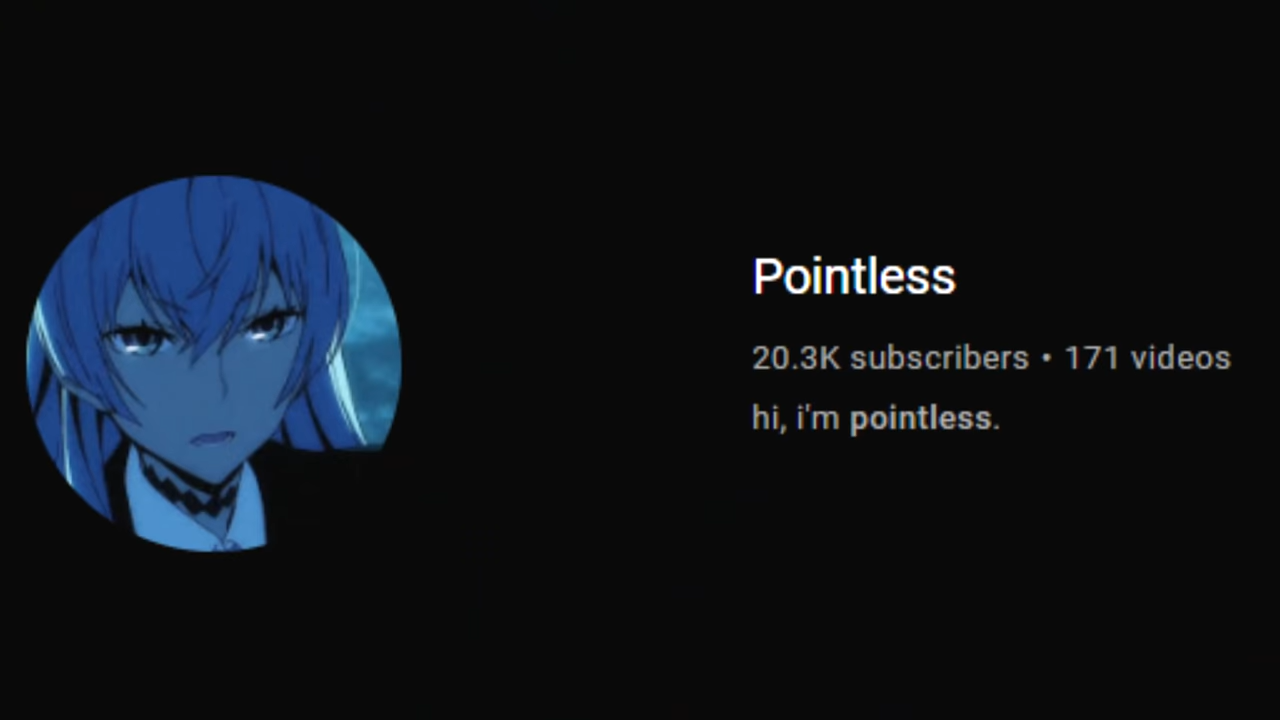 Pointless
20.3K subscribers • 171 videos
hi, i'm pointless.